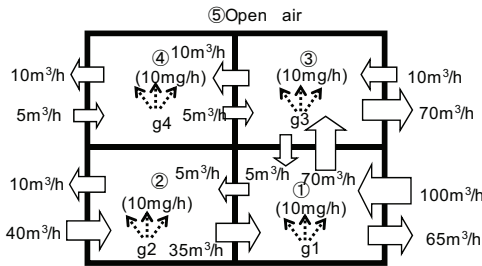 ⑤Open air
10m³/h
④
10m³/h
③
(10mg/h)
(10mg/h)
10m³/h
5m³/h
g4
5m³/h
g3
70m³/h
10m³/h
②
5m³/h
5m³/h
①
70m³/h
(10mg/h)
(10mg/h)
100m³/h
40m³/h
g2
35m³/h
g1
65m³/h